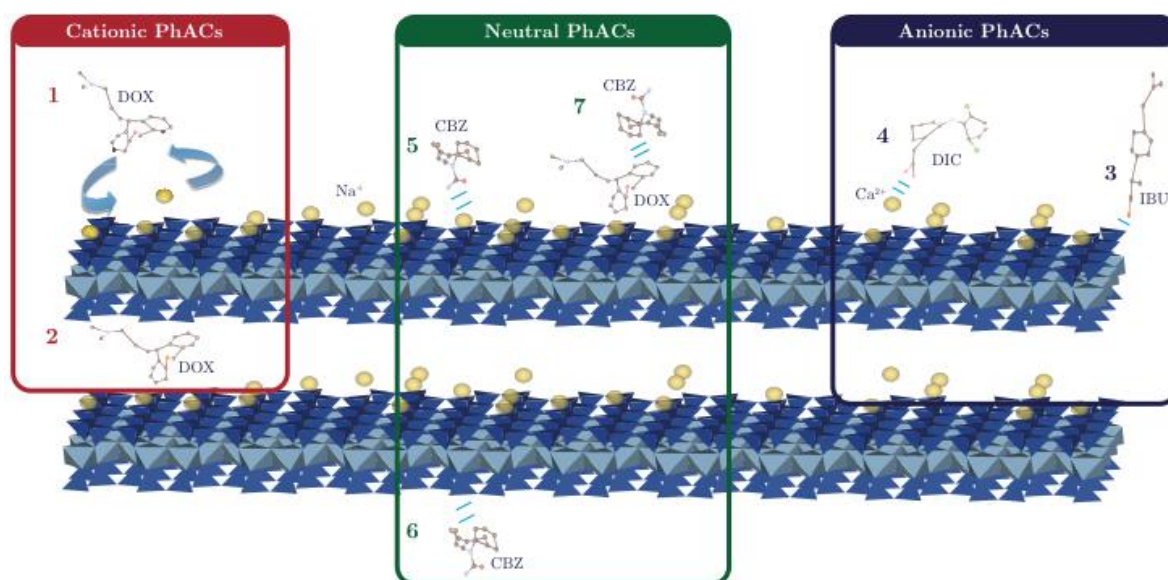 Cationic PhACs
1
DOX
2
DOX
Na⁺
Neutral PhACs
5
CBZ
7
CBZ
DOX
6
CBZ
Anionic PhACs
4
DIC
Ca²⁺
3
IBU